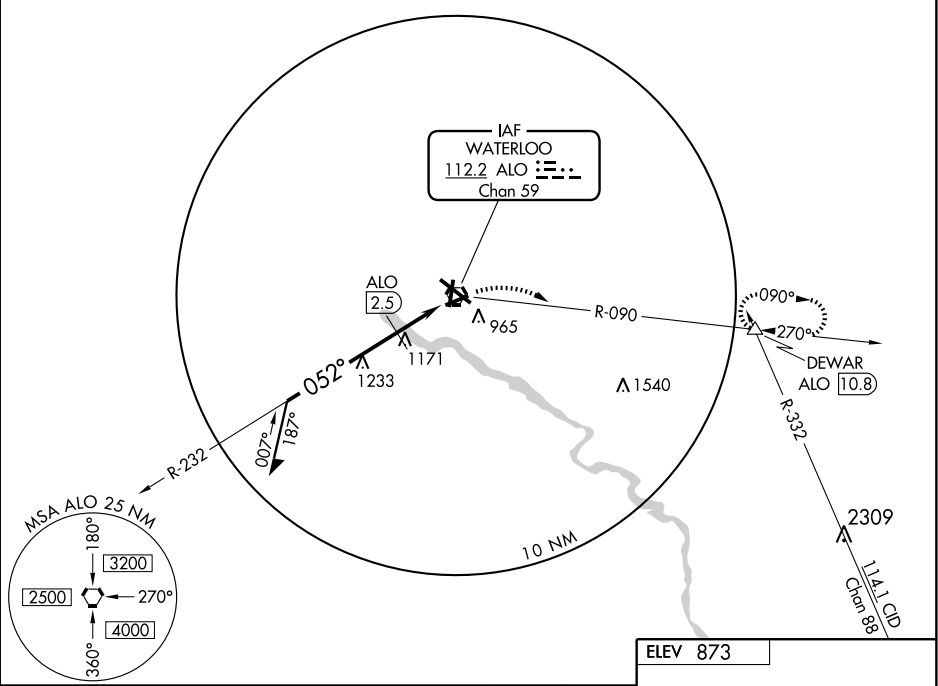 IAF
WATERLOO
112.2 ALO
Chan 59
ALO
2.5
965
R-090
090°
270°
DEWAR
ALO 10.8
1171
1233
052°
1540
R-332
007°
187°
R-232
2309
114.1 CID
Chan 88
10 NM
MSA ALO 25 NM
180°
3200
2500
270°
4000
360°
ELEV 873